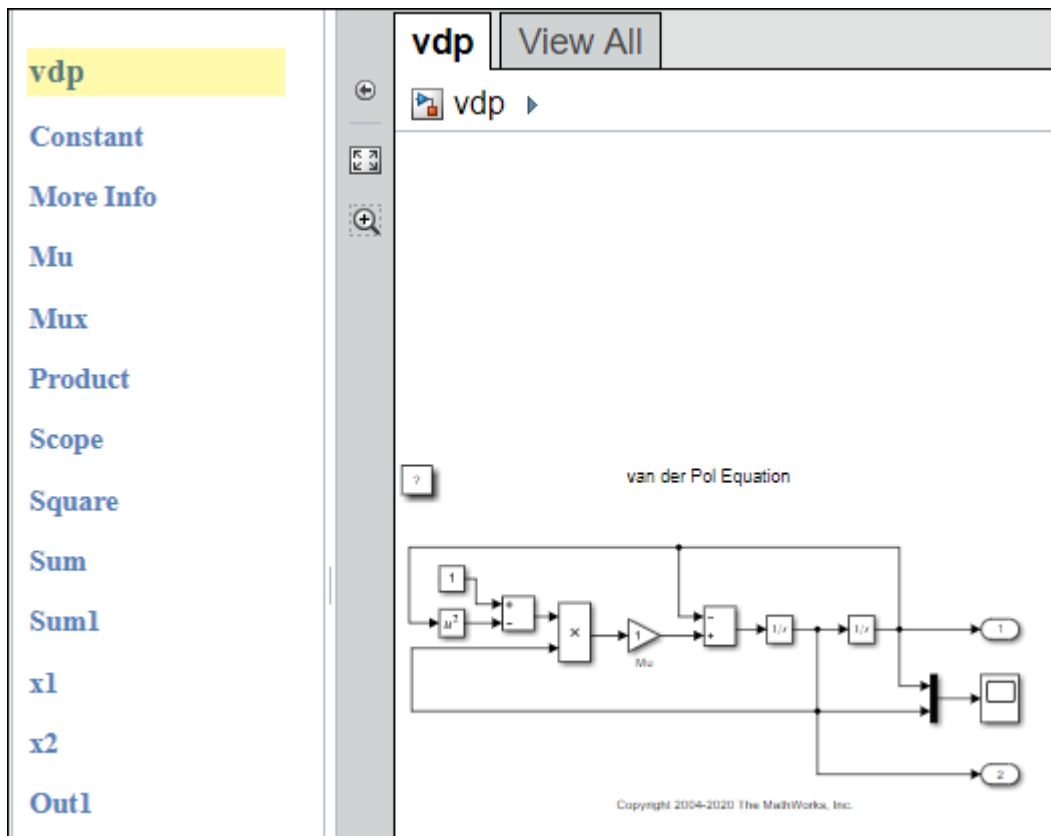 vdp
Constant
More Info
Mu
Mux
Product
Scope
Square
Sum
Sum1
x1
x2
Out1
vdp
View All
vdp
?
van der Pol Equation
1
u²
+
−
×
1
Mu
−
+
1/s
1/s
1
2
Copyright 2004-2020 The MathWorks, Inc.